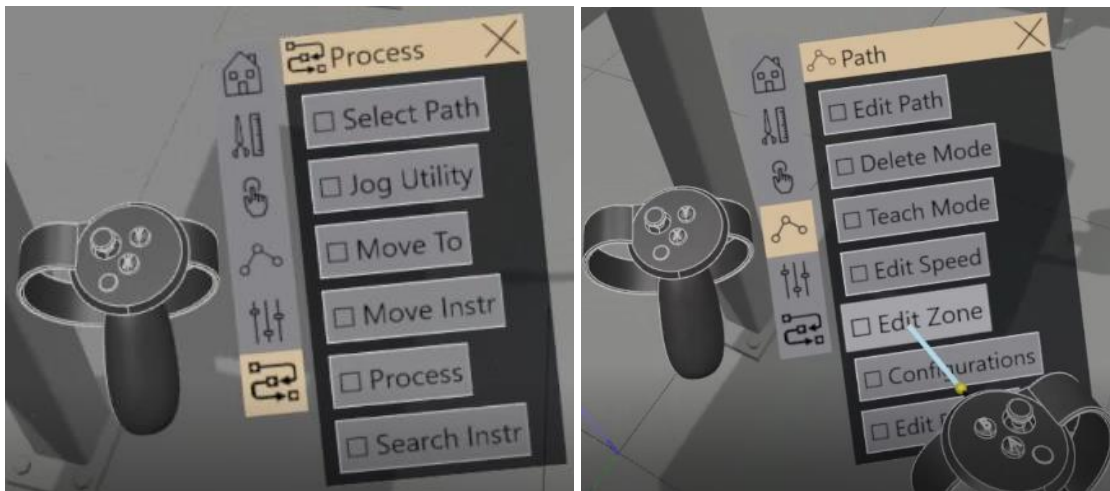 Process
Select Path
Jog Utility
Move To
Move Instr
Process
Search Instr
Path
Edit Path
Delete Mode
Teach Mode
Edit Speed
Edit Zone
Configurations
Edit